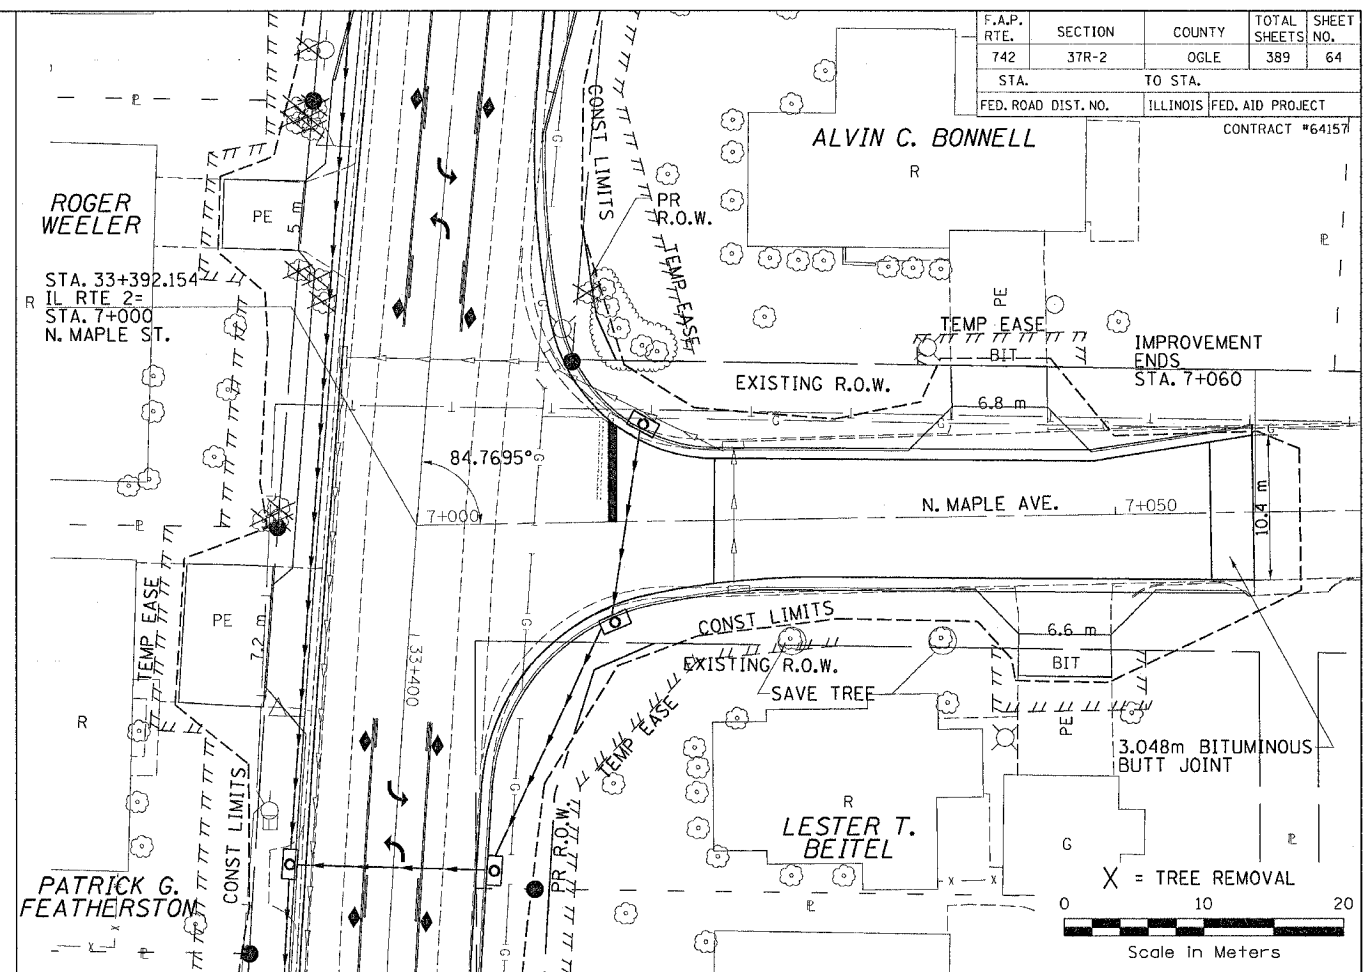 F.A.P. RTE. SECTION COUNTY TOTAL SHEETS SHEET NO.
742 37R-2 OGLE 389 64
STA. TO STA.
FED. ROAD DIST. NO. ILLINOIS FED. AID PROJECT
CONTRACT #64157
CONST LIMITS
ALVIN C. BONNELL
R
PE
5 m
ROGER
WEELER
PR
R.O.W.
TEMP EASE
STA. 33+392.154
IL RTE 2=
STA. 7+000
N. MAPLE ST.
R
PE
TEMP EASE
BIT
IMPROVEMENT
ENDS
STA. 7+060
EXISTING R.O.W.
6.8 m
G
G
G
G
G
84.7695°
7+000
N. MAPLE AVE.
7+050
10.4 m
TEMP EASE
PE
7.2 m
33+400
G
G
G
CONST LIMITS
EXISTING R.O.W.
SAVE TREE
6.6 m
BIT
PE
TEMP EASE
R
3.048m BITUMINOUS
BUTT JOINT
CONST LIMITS
PR R.O.W.
R
LESTER T.
BEITEL
G
PATRICK G.
FEATHERSTON
X = TREE REMOVAL
0 10 20
Scale in Meters